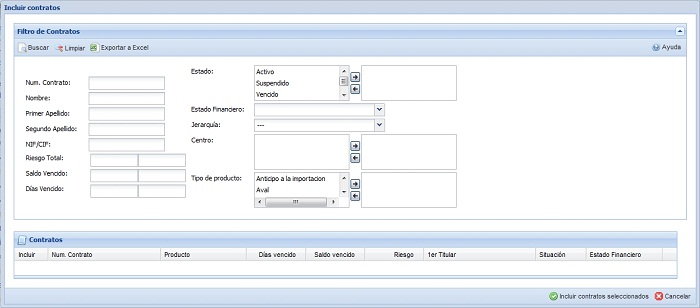 Incluir contratos
Filtro de Contratos
Buscar Limpiar Exportar a Excel Ayuda
Num. Contrato:
Nombre:
Primer Apellido:
Segundo Apellido:
NIF/CIF:
Riesgo Total:
Saldo Vencido:
Días Vencido:
Estado:
Activo
Suspendido
Vencido
Estado Financiero:
Jerarquía: ---
Centro:
Tipo de producto:
Anticipo a la importacion
Aval
Contratos
Incluir Num. Contrato Producto Días vencido Saldo vencido Riesgo 1er Titular Situación Estado Financiero
Incluir contratos seleccionados Cancelar